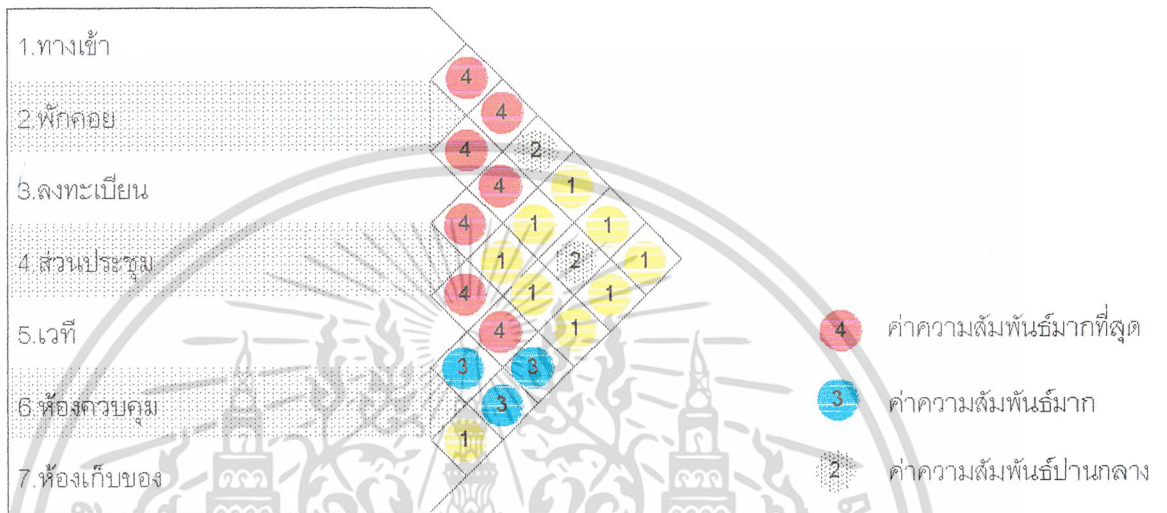 1.ทางเข้า
2.พักคอย
3.ลงทะเบียน
4.ส่วนประชุม
5.เวที
6.ห้องควบคุม
7.ห้องเก็บของ
4
4
4 2
4 1
4 1 1
1 2 1
4 1 1
4 1
3 3
3
1
4 ค่าความสัมพันธ์มากที่สุด
3 ค่าความสัมพันธ์มาก
2 ค่าความสัมพันธ์ปานกลาง